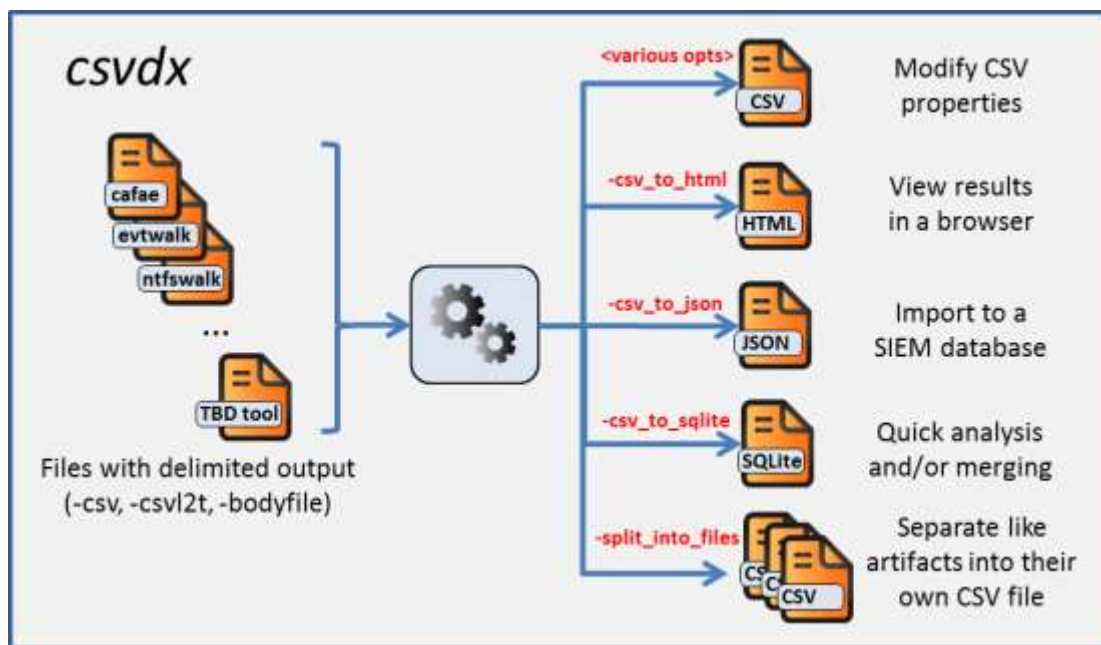 csvdx
cafae
evtwalk
ntfswalk
...
TBD tool
Files with delimited output
(-csv, -csvl2t, -bodyfile)
<various opts>
CSV
Modify CSV
properties
-csv_to_html
HTML
View results
in a browser
-csv_to_json
JSON
Import to a
SIEM database
-csv_to_sqlite
SQLite
Quick analysis
and/or merging
-split_into_files
CS
C
CSV
Separate like
artifacts into their
own CSV file